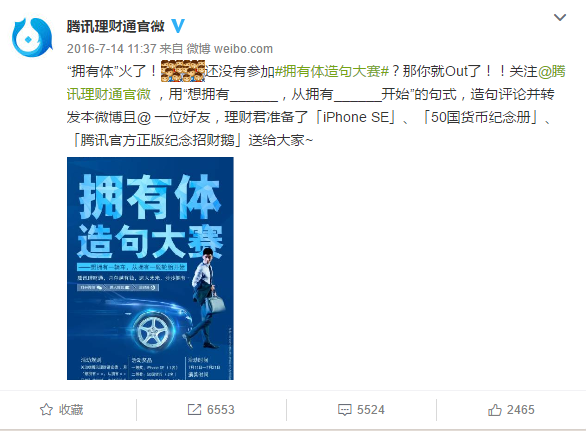 腾讯理财通官微
2016-7-14 11:37 来自 微博 weibo.com
“拥有体”火了！还没有参加#拥有体造句大赛#？那你就Out了！！关注@腾
讯理财通官微 ，用“想拥有______，从拥有______开始”的句式，造句评论并转
发本微博且@ 一位好友，理财君准备了「iPhone SE」、「50国货币纪念册」、
「腾讯官方正版纪念招财鹅」送给大家~
拥有体
造句大赛
活动时间
收藏
6553
5524
2465